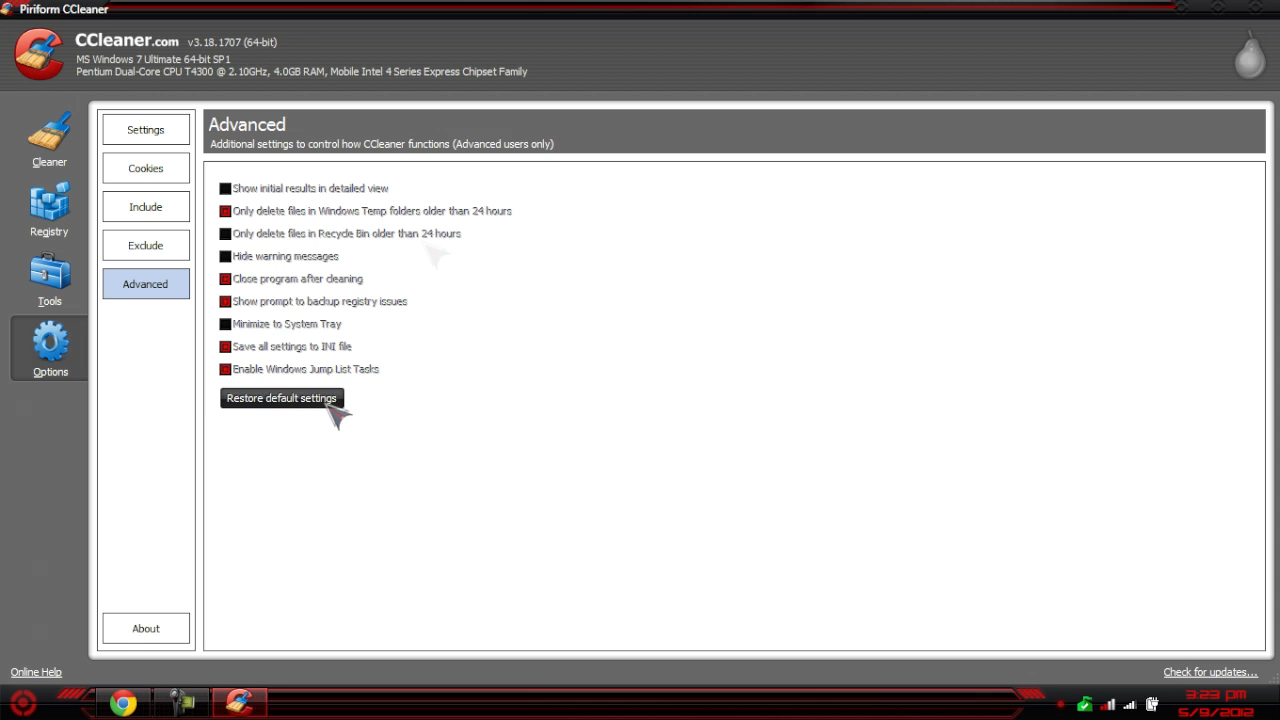 Piriform CCleaner
CCleaner.com v3.18.1707 (64-bit)
MS Windows 7 Ultimate 64-bit SP1
Pentium Dual-Core CPU T4300 @ 2.10GHz, 4.0GB RAM, Mobile Intel 4 Series Express Chipset Family
Cleaner
Registry
Tools
Options
Settings
Cookies
Include
Exclude
Advanced
About
Advanced
Additional settings to control how CCleaner functions (Advanced users only)
Show initial results in detailed view
Only delete files in Windows Temp folders older than 24 hours
Only delete files in Recycle Bin older than 24 hours
Hide warning messages
Close program after cleaning
Show prompt to backup registry issues
Minimize to System Tray
Save all settings to INI file
Enable Windows Jump List Tasks
Restore default settings
Online Help
Check for updates...
3:23 pm
5/9/2012